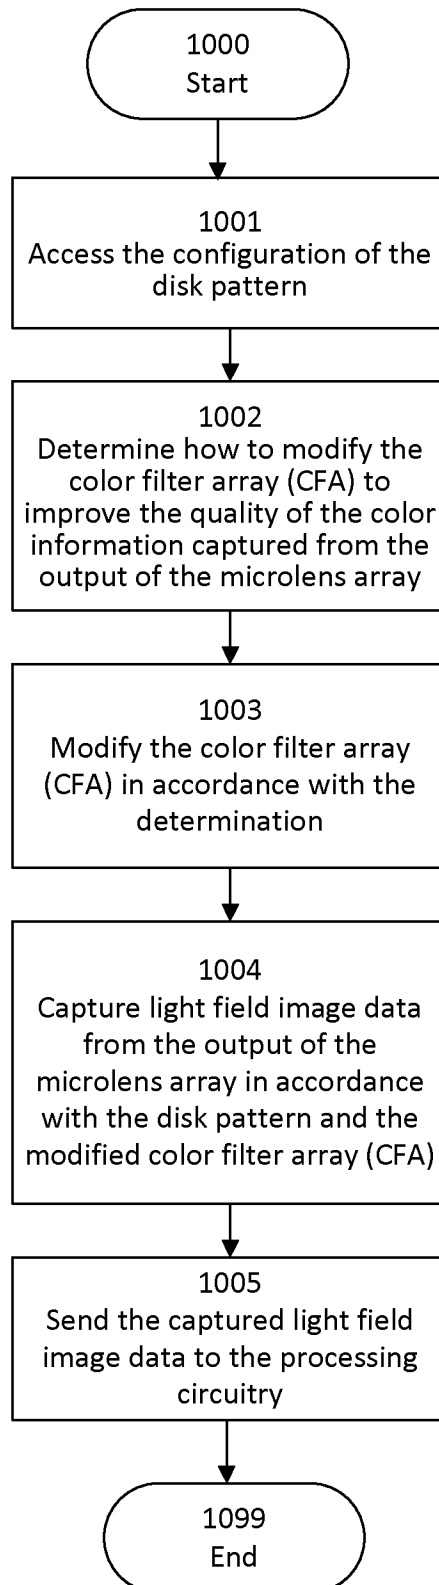 1000
Start
1001
Access the configuration of the
disk pattern
1002
Determine how to modify the
color filter array (CFA) to
improve the quality of the color
information captured from the
output of the microlens array
1003
Modify the color filter array
(CFA) in accordance with the
determination
1004
Capture light field image data
from the output of the
microlens array in accordance
with the disk pattern and the
modified color filter array (CFA)
1005
Send the captured light field
image data to the processing
circuitry
1099
End